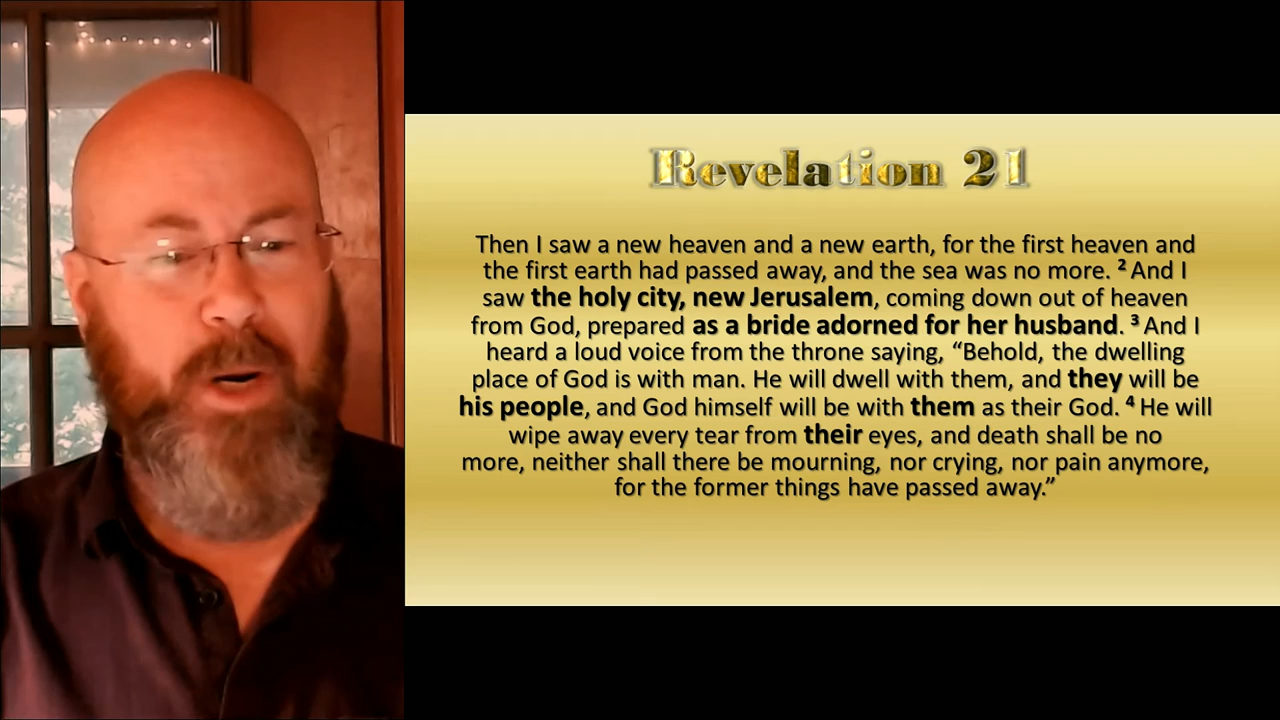 Revelation 21
Then I saw a new heaven and a new earth, for the first heaven and
the first earth had passed away, and the sea was no more. ² And I
saw the holy city, new Jerusalem, coming down out of heaven
from God, prepared as a bride adorned for her husband. ³ And I
heard a loud voice from the throne saying, “Behold, the dwelling
place of God is with man. He will dwell with them, and they will be
his people, and God himself will be with them as their God. ⁴ He will
wipe away every tear from their eyes, and death shall be no
more, neither shall there be mourning, nor crying, nor pain anymore,
for the former things have passed away.”